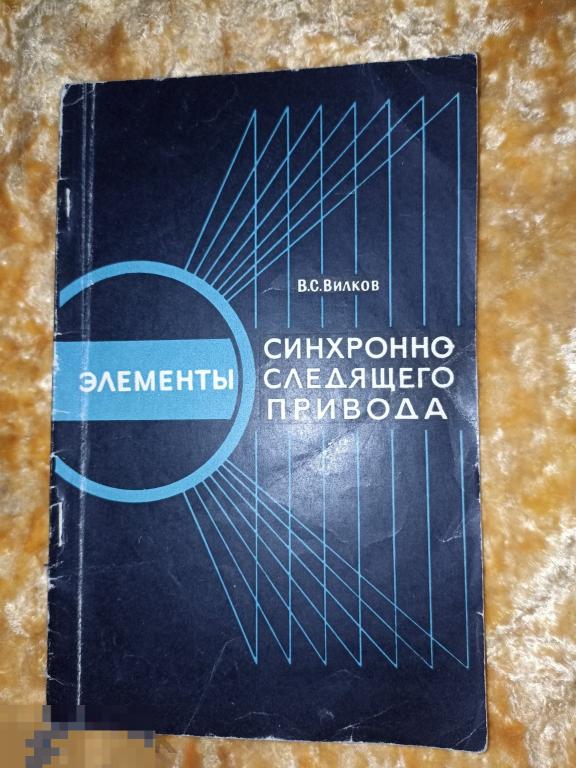 В.С.Вилков
ЭЛЕМЕНТЫ
СИНХРОННО
СЛЕДЯЩЕГО
ПРИВОДА